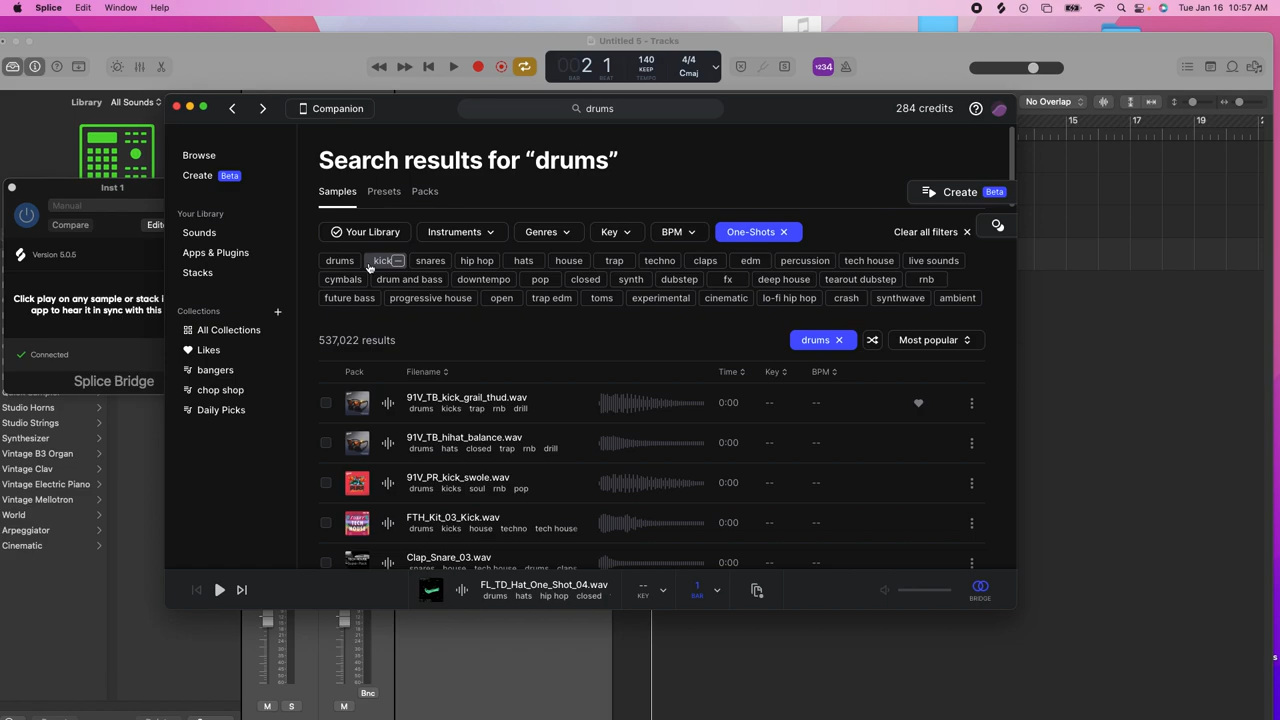 Splice Edit Window Help Tue Jan 16 10:57 AM
Untitled 5 - Tracks
002 1 140 4/4
BAR BEAT KEEP TEMPO Cmaj
1234
Library All Sounds No Overlap
15 17 19
Companion drums 284 credits
Inst 1
Manual
Compare
Version 5.0.5
Click play on any sample or stack i
app to hear it in sync with this
Connected
Splice Bridge
Studio Horns
Studio Strings
Synthesizer
Vintage B3 Organ
Vintage Clav
Vintage Electric Piano
Vintage Mellotron
World
Arpeggiator
Cinematic
Browse
Create Beta
Your Library
Sounds
Apps & Plugins
Stacks
Collections +
All Collections
Likes
bangers
chop shop
Daily Picks
Search results for “drums”
Samples Presets Packs
Create Beta
Your Library Instruments Genres Key BPM One-Shots Clear all filters
drums kick snares hip hop hats house trap techno claps edm percussion tech house live sounds
cymbals drum and bass downtempo pop closed synth dubstep fx deep house tearout dubstep rnb
future bass progressive house open trap edm toms experimental cinematic lo-fi hip hop crash synthwave ambient
537,022 results drums Most popular
Pack Filename Time Key BPM
91V_TB_kick_grail_thud.wav 0:00 -- --
drums kicks trap rnb drill
91V_TB_hihat_balance.wav 0:00 -- --
drums hats closed trap rnb drill
91V_PR_kick_swole.wav 0:00 -- --
drums kicks soul rnb pop
FTH_Kit_03_Kick.wav 0:00 -- --
drums kicks house techno tech house
Clap_Snare_03.wav 0:00 -- --
snares house tech house drums claps
FL_TD_Hat_One_Shot_04.wav -- 1
drums hats hip hop closed KEY BAR BRIDGE
Bnc
M S M